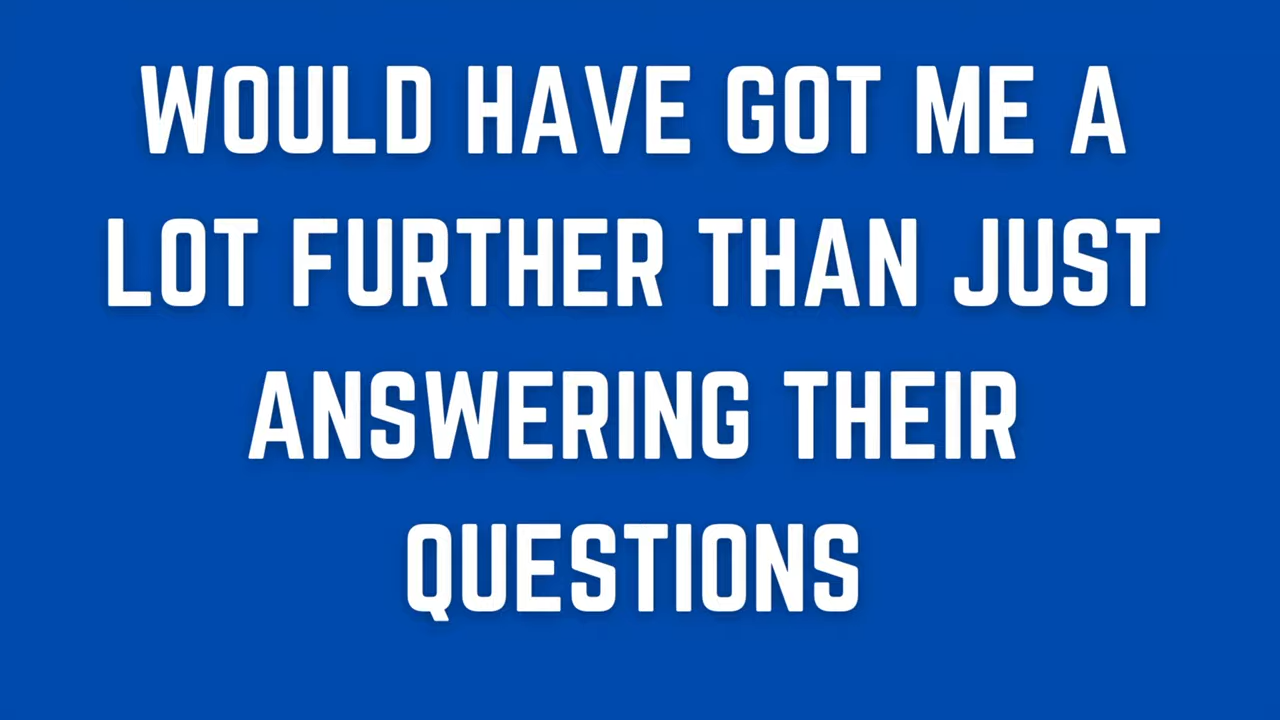 WOULD HAVE GOT ME A
LOT FURTHER THAN JUST
ANSWERING THEIR
QUESTIONS